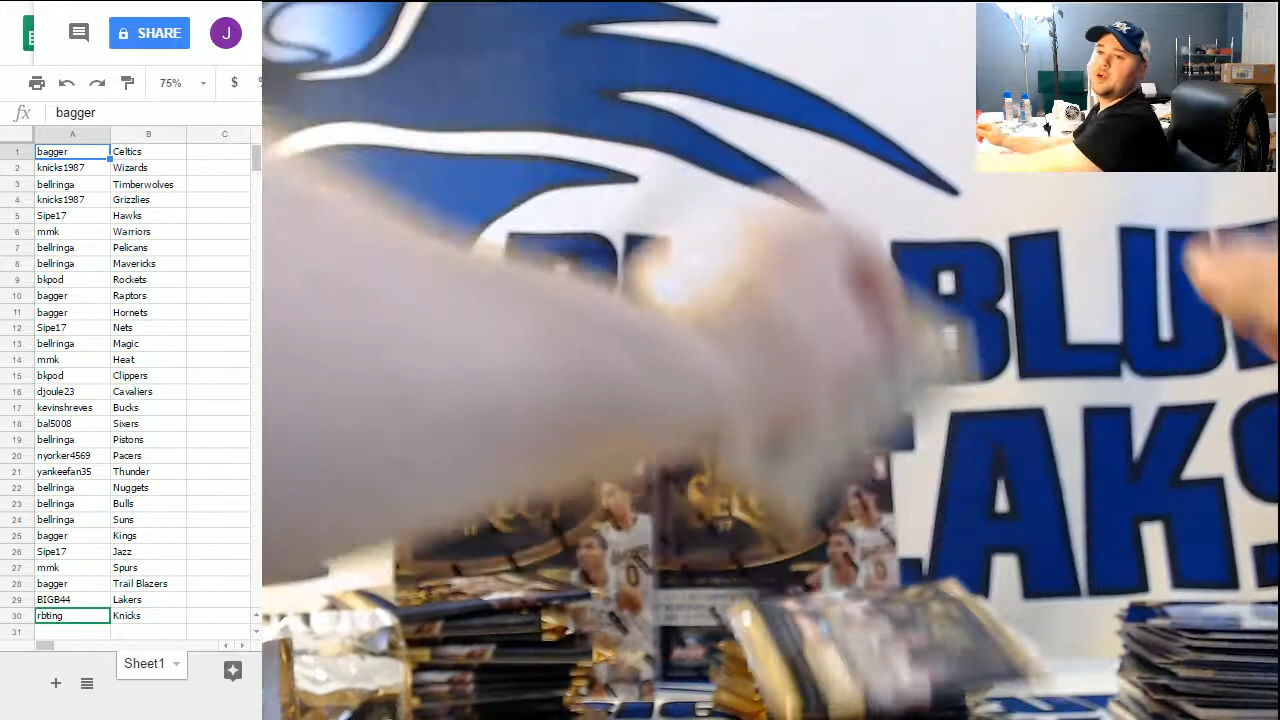 SHARE
J
75%
$
fx bagger
A B C
1 bagger Celtics
2 knicks1987 Wizards
3 bellringa Timberwolves
4 knicks1987 Grizzlies
5 Sipe17 Hawks
6 mmk Warriors
7 bellringa Pelicans
8 bellringa Mavericks
9 bkpod Rockets
10 bagger Raptors
11 bagger Hornets
12 Sipe17 Nets
13 bellringa Magic
14 mmk Heat
15 bkpod Clippers
16 djoule23 Cavaliers
17 kevinshreves Bucks
18 bal5008 Sixers
19 bellringa Pistons
20 nyorker4569 Pacers
21 yankeefan35 Thunder
22 bellringa Nuggets
23 bellringa Bulls
24 bellringa Suns
25 bagger Kings
26 Sipe17 Jazz
27 mmk Spurs
28 bagger Trail Blazers
29 BIGB44 Lakers
30 rbting Knicks
31
Sheet1
BLU
EAKS